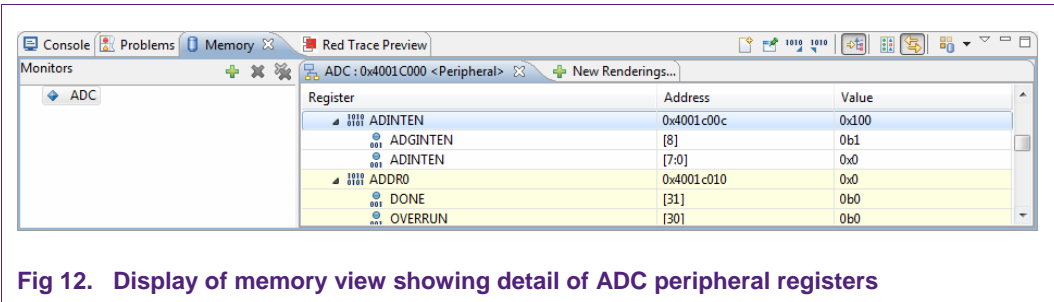 Console Problems Memory Red Trace Preview
Monitors ADC : 0x4001C000 <Peripheral> New Renderings...
ADC
Register Address Value
ADINTEN 0x4001c00c 0x100
ADGINTEN [8] 0b1
ADINTEN [7:0] 0x0
ADDR0 0x4001c010 0x0
DONE [31] 0b0
OVERRUN [30] 0b0
Fig 12. Display of memory view showing detail of ADC peripheral registers